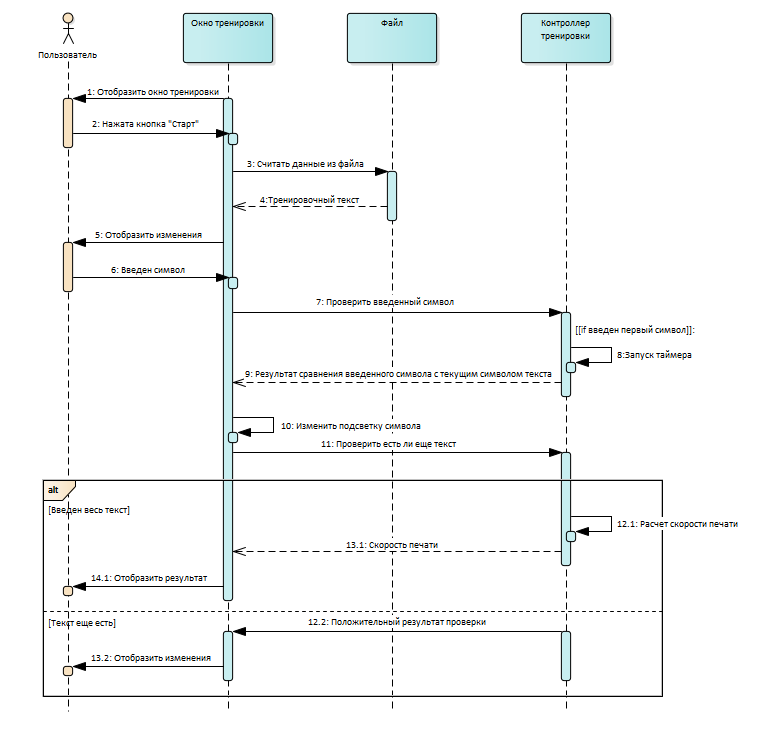 Пользователь
Окно тренировки
Файл
Контроллер
тренировки
1: Отобразить окно тренировки
2: Нажата кнопка "Старт"
3: Считать данные из файла
4:Тренировочный текст
5: Отобразить изменения
6: Введен символ
7: Проверить введенный символ
[[if введен первый символ]]:
8:Запуск таймера
9: Результат сравнения введенного символа с текущим символом текста
10: Изменить подсветку символа
11: Проверить есть ли еще текст
alt
[Введен весь текст]
12.1: Расчет скорости печати
13.1: Скорость печати
14.1: Отобразить результат
[Текст еще есть]
12.2: Положительный результат проверки
13.2: Отобразить изменения